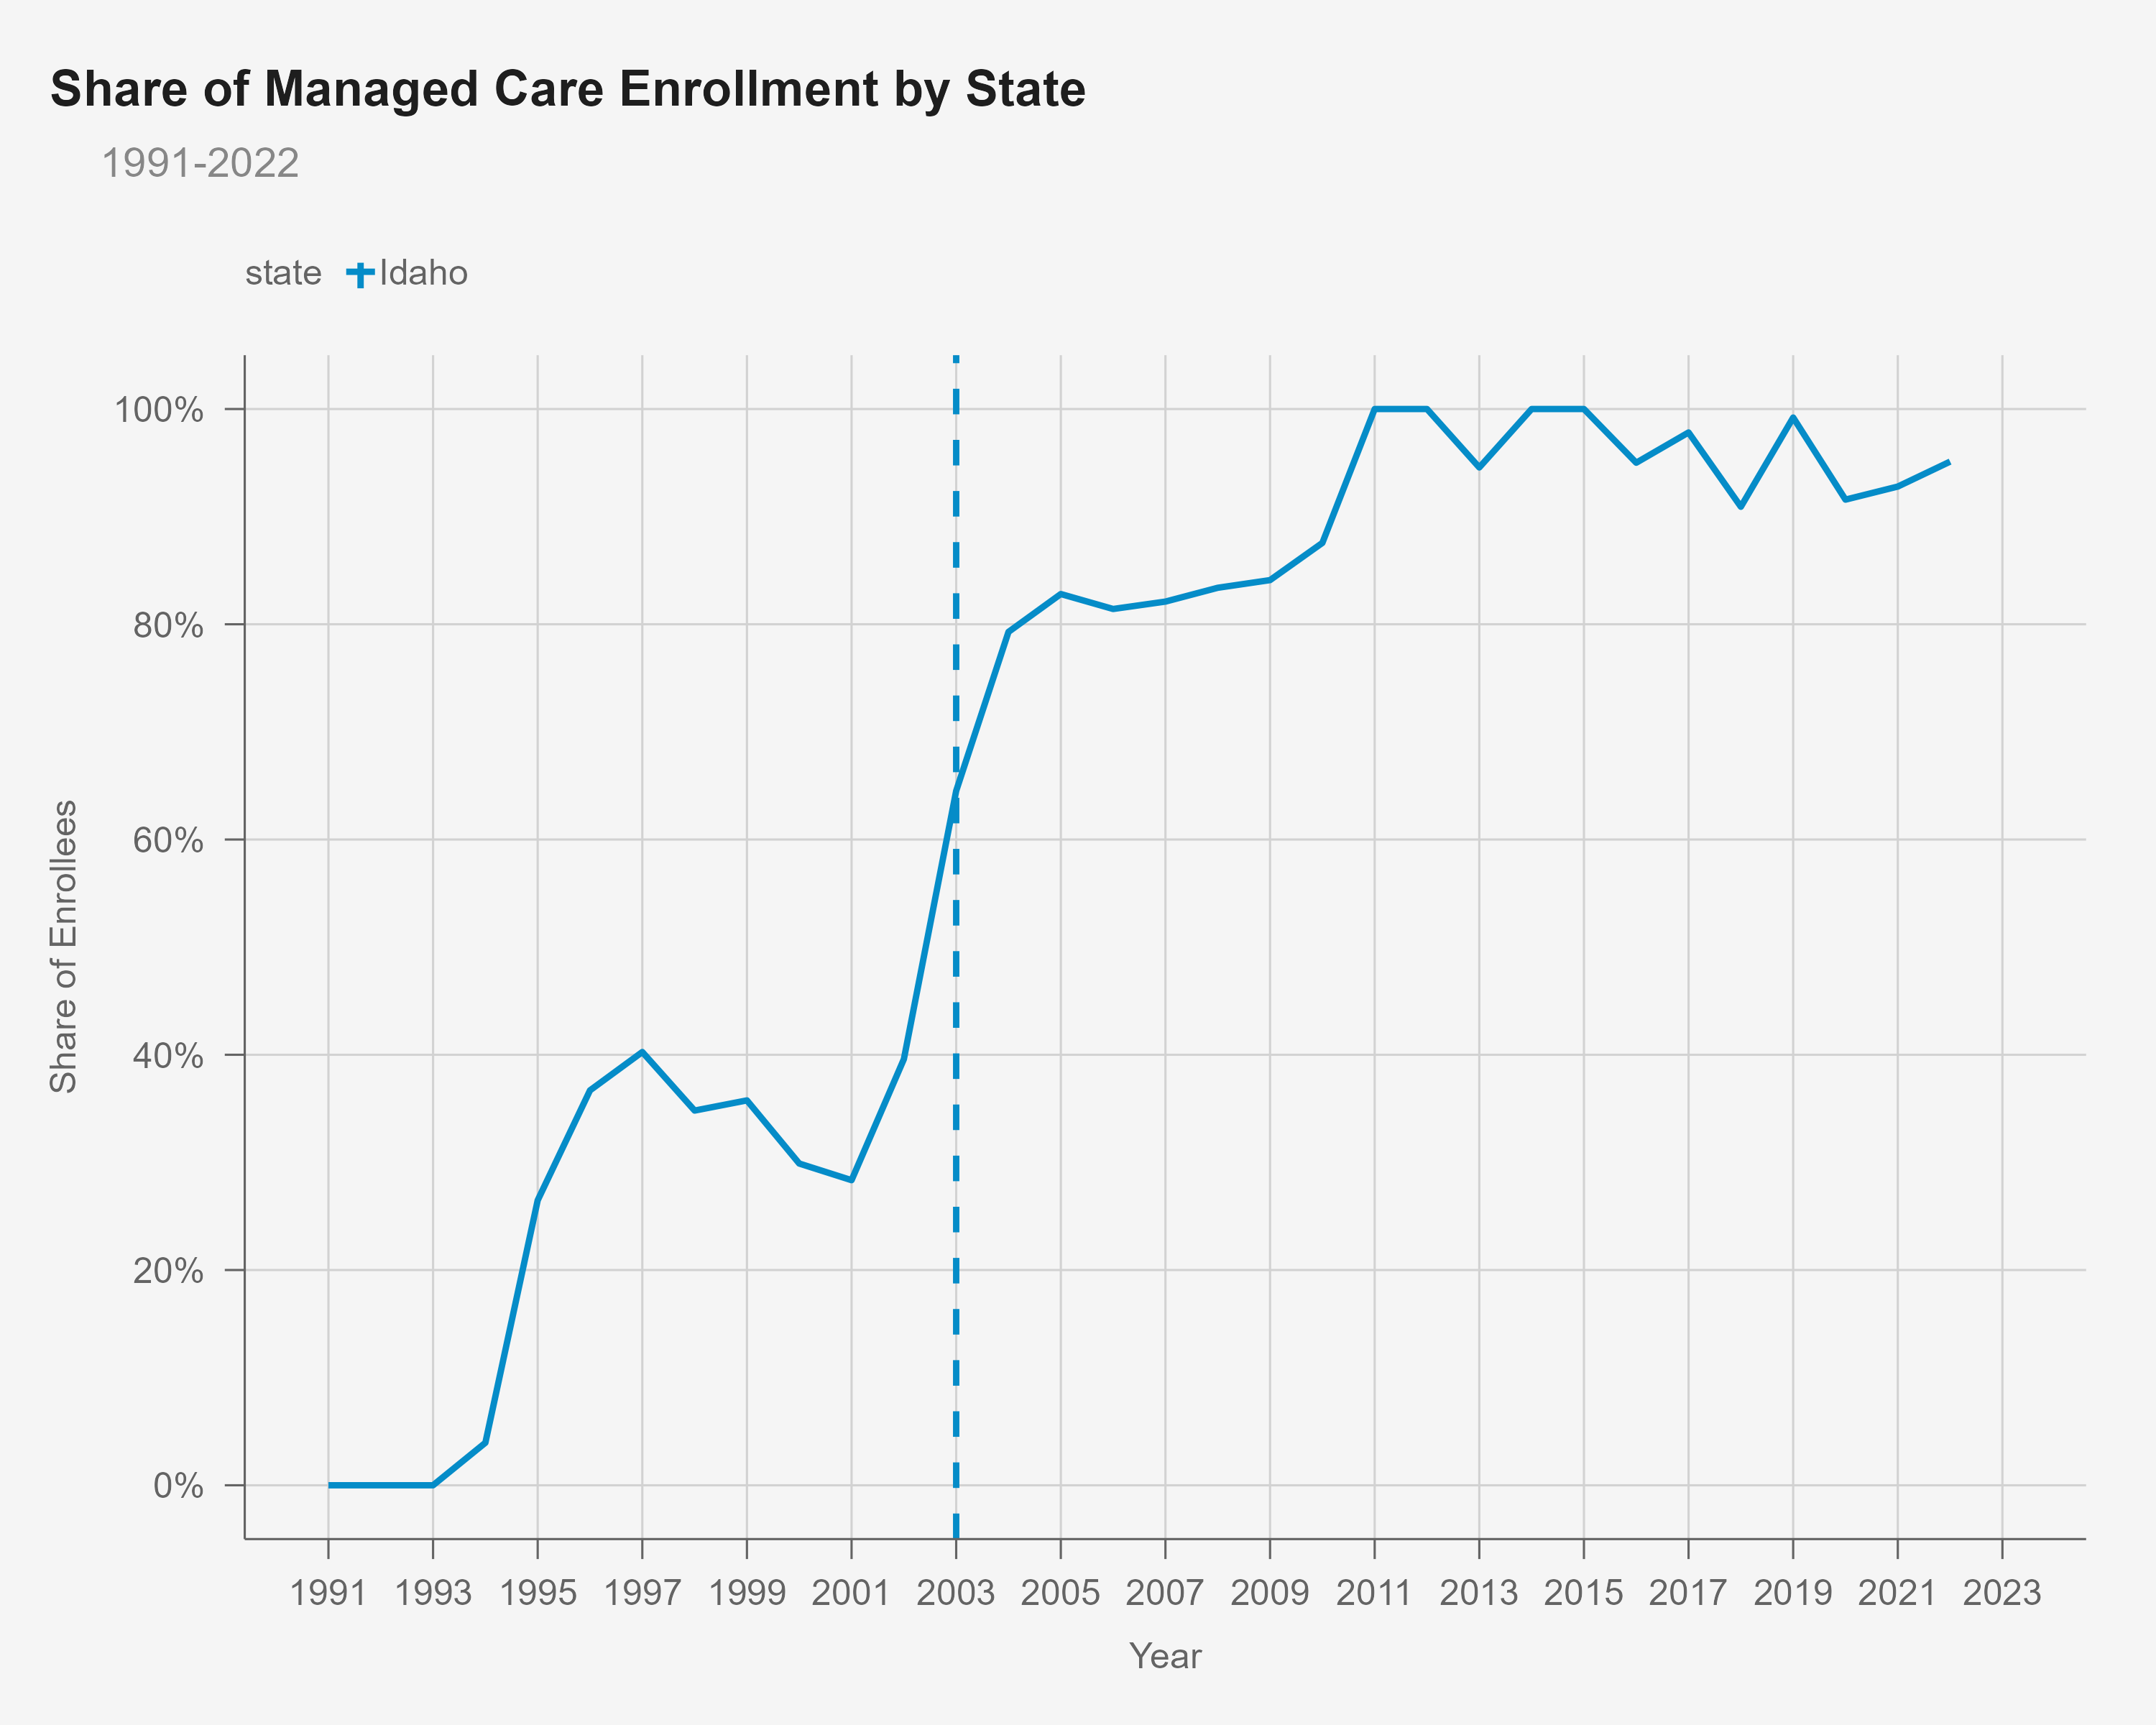 Share of Managed Care Enrollment by State
1991-2022
state Idaho
100%
80%
60%
40%
20%
0%
Share of Enrollees
1991 1993 1995 1997 1999 2001 2003 2005 2007 2009 2011 2013 2015 2017 2019 2021 2023
Year